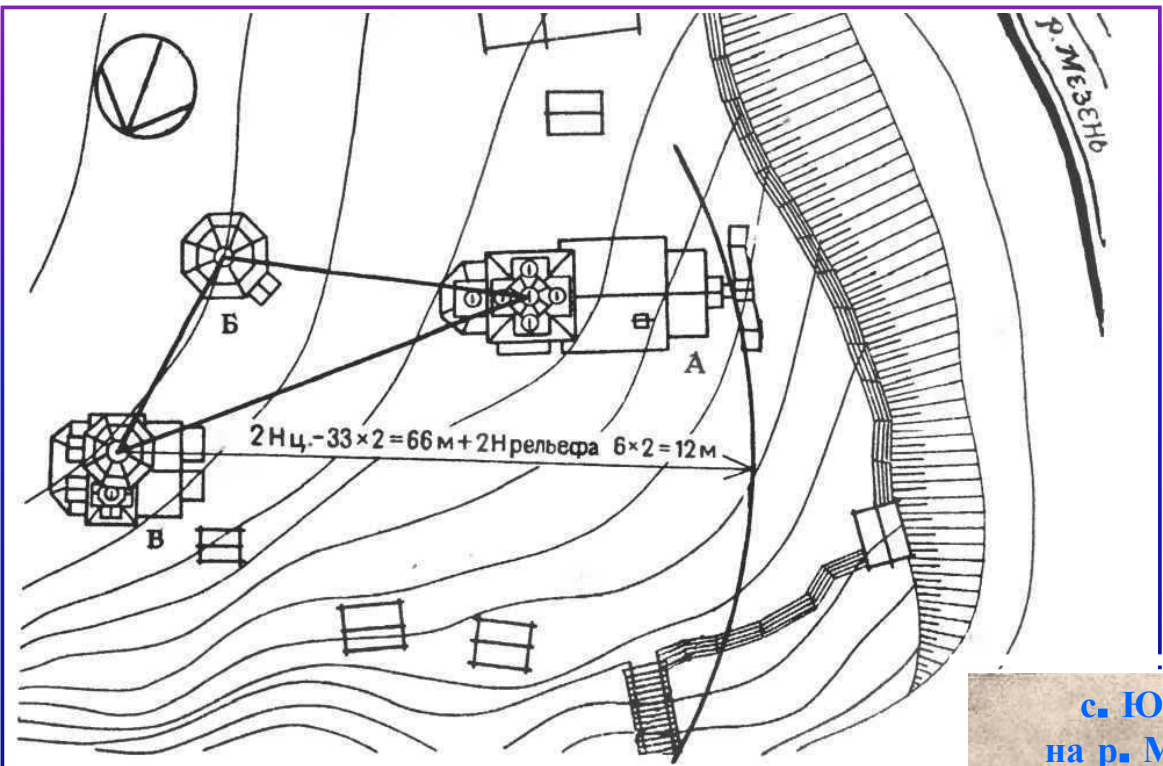 р. МЕЗЕНЬ
Б
А
2Нц.-33×2=66м+2Нрельефа 6×2=12м
В
с. Ю
на р. М